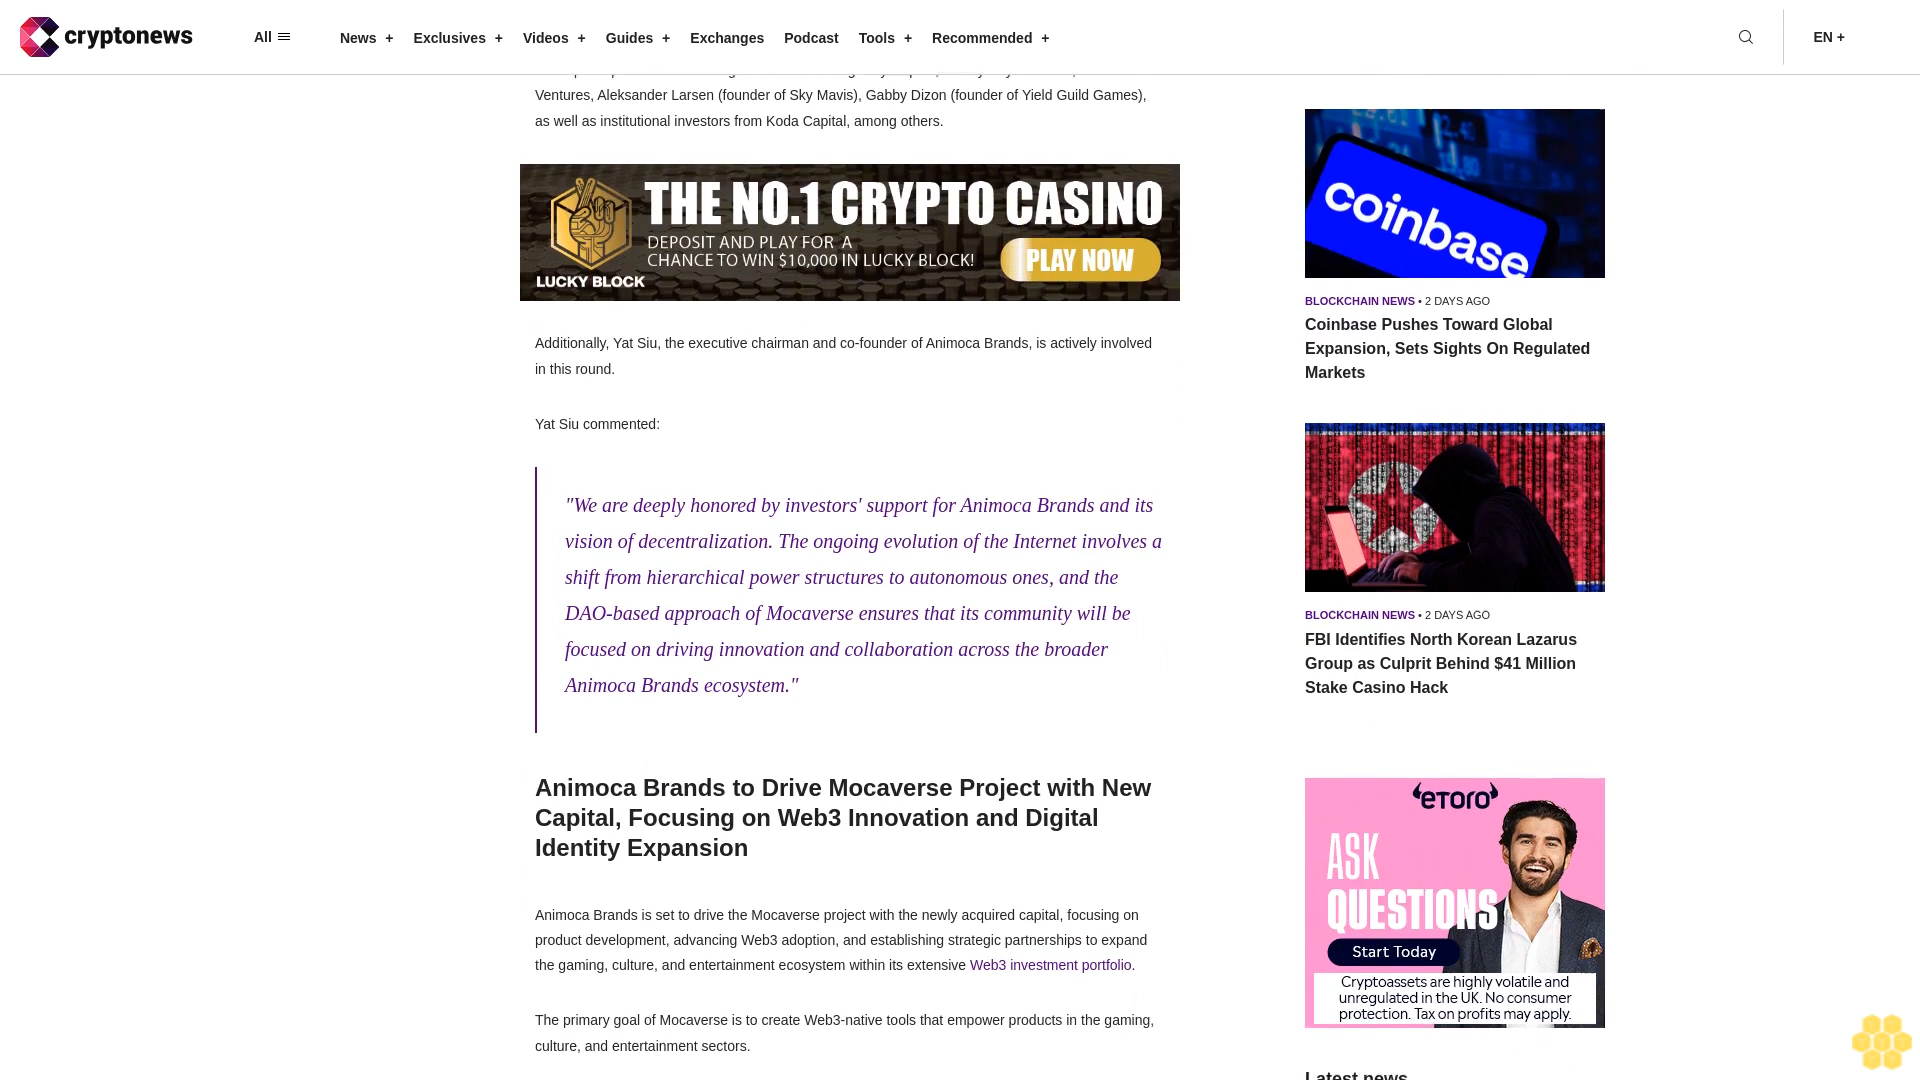 cryptonews
All
News +
Exclusives +
Videos +
Guides +
Exchanges
Podcast
Tools +
Recommended +
EN +
Ventures, Aleksander Larsen (founder of Sky Mavis), Gabby Dizon (founder of Yield Guild Games),
as well as institutional investors from Koda Capital, among others.
THE NO.1 CRYPTO CASINO
DEPOSIT AND PLAY FOR A
CHANCE TO WIN $10,000 IN LUCKY BLOCK!
PLAY NOW
LUCKY BLOCK
Additionally, Yat Siu, the executive chairman and co-founder of Animoca Brands, is actively involved
in this round.
Yat Siu commented:
"We are deeply honored by investors' support for Animoca Brands and its
vision of decentralization. The ongoing evolution of the Internet involves a
shift from hierarchical power structures to autonomous ones, and the
DAO-based approach of Mocaverse ensures that its community will be
focused on driving innovation and collaboration across the broader
Animoca Brands ecosystem."
Animoca Brands to Drive Mocaverse Project with New
Capital, Focusing on Web3 Innovation and Digital
Identity Expansion
Animoca Brands is set to drive the Mocaverse project with the newly acquired capital, focusing on
product development, advancing Web3 adoption, and establishing strategic partnerships to expand
the gaming, culture, and entertainment ecosystem within its extensive Web3 investment portfolio.
The primary goal of Mocaverse is to create Web3-native tools that empower products in the gaming,
culture, and entertainment sectors.
coinbase
BLOCKCHAIN NEWS • 2 DAYS AGO
Coinbase Pushes Toward Global
Expansion, Sets Sights On Regulated
Markets
BLOCKCHAIN NEWS • 2 DAYS AGO
FBI Identifies North Korean Lazarus
Group as Culprit Behind $41 Million
Stake Casino Hack
eToro
ASK
QUESTIONS
Start Today
Cryptoassets are highly volatile and
unregulated in the UK. No consumer
protection. Tax on profits may apply.
Latest news